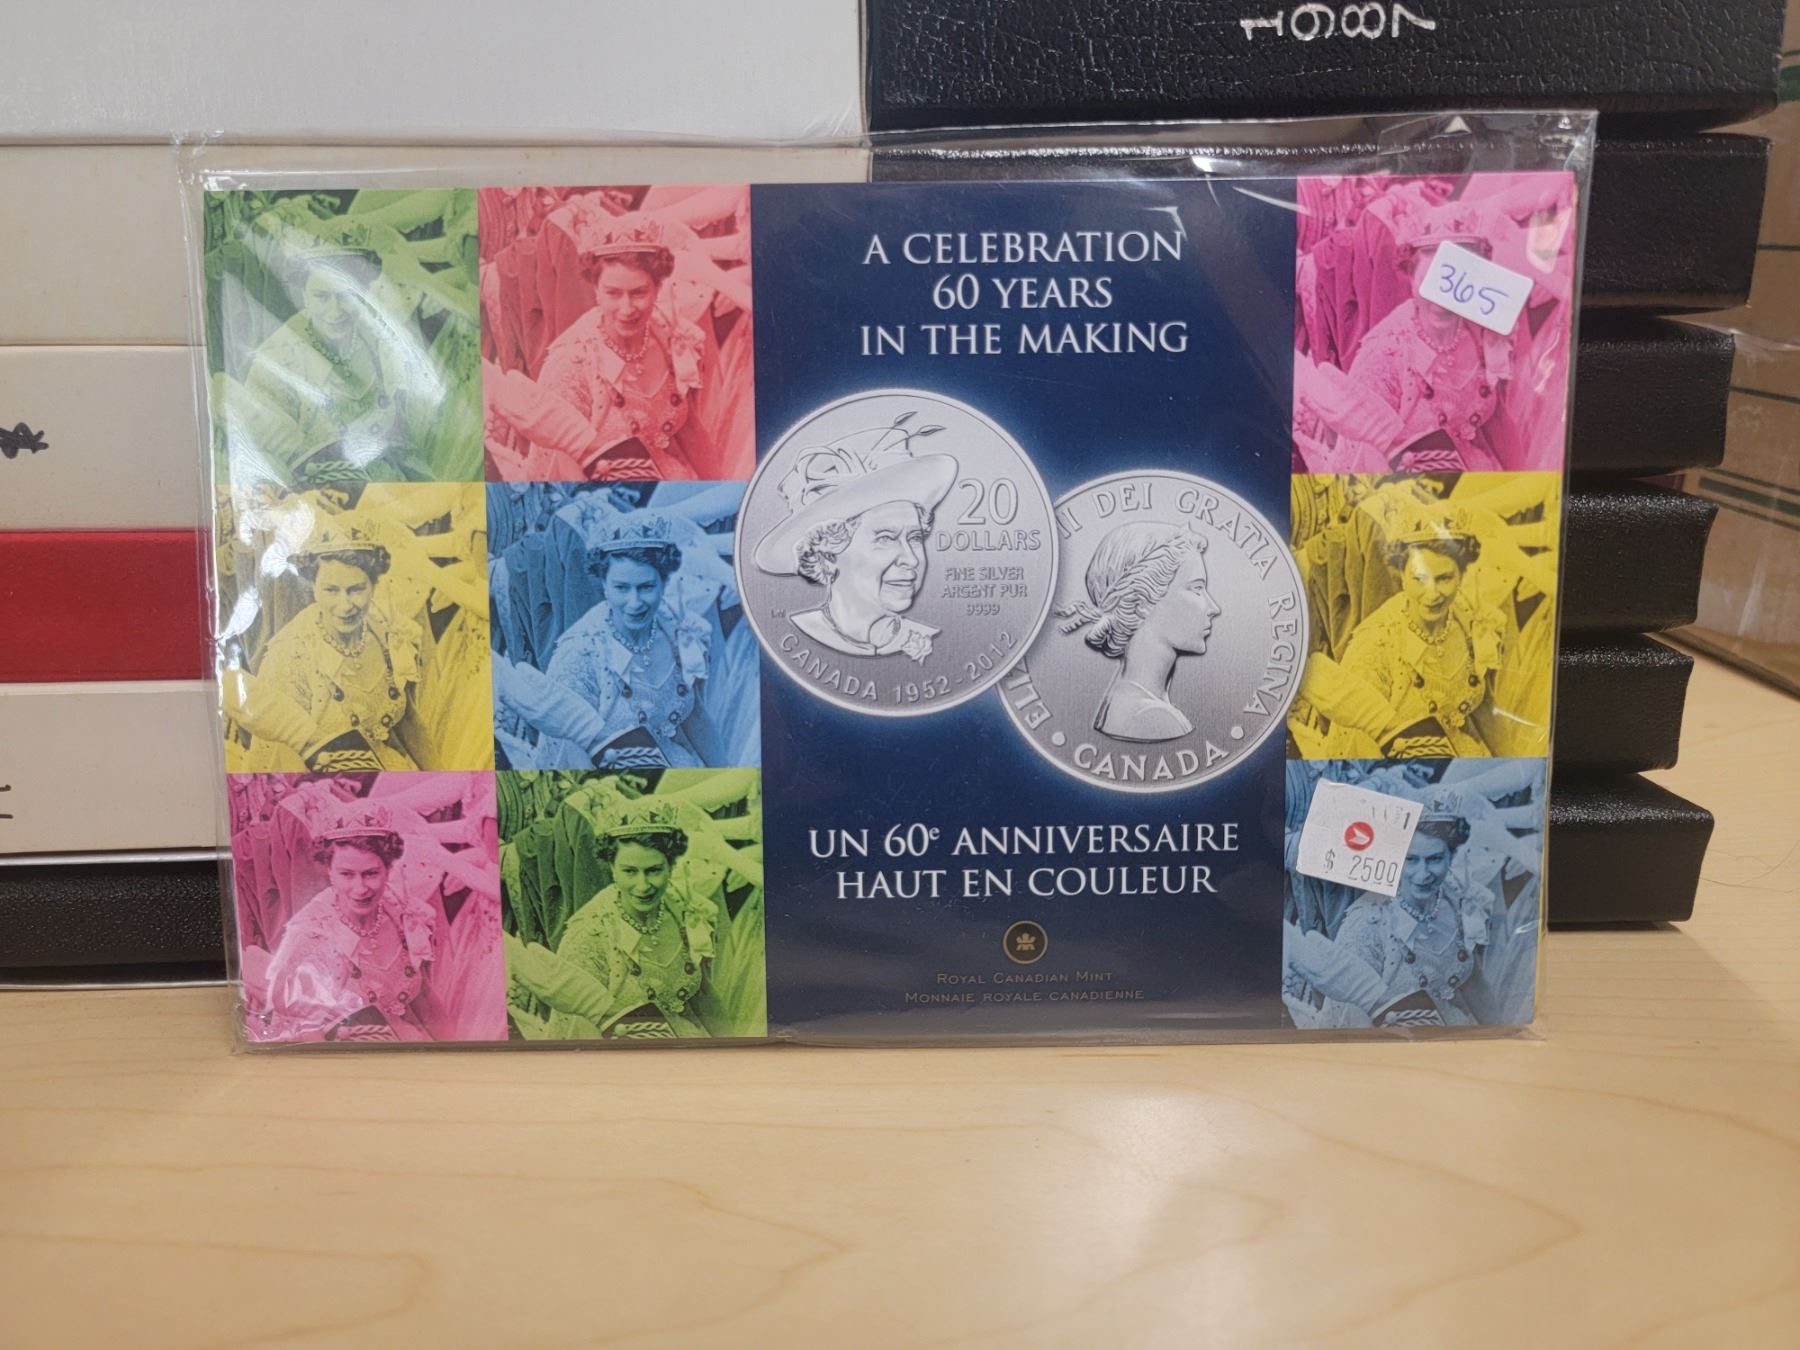 1987
A CELEBRATION
60 YEARS
IN THE MAKING
365
20
DOLLARS
FINE SILVER
ARGENT PUR
9999
CANADA 1952-2012
DEI GRATIA REGINA
CANADA
UN 60e ANNIVERSAIRE
HAUT EN COULEUR
$ 2500
ROYAL CANADIAN MINT
MONNAIE ROYALE CANADIENNE